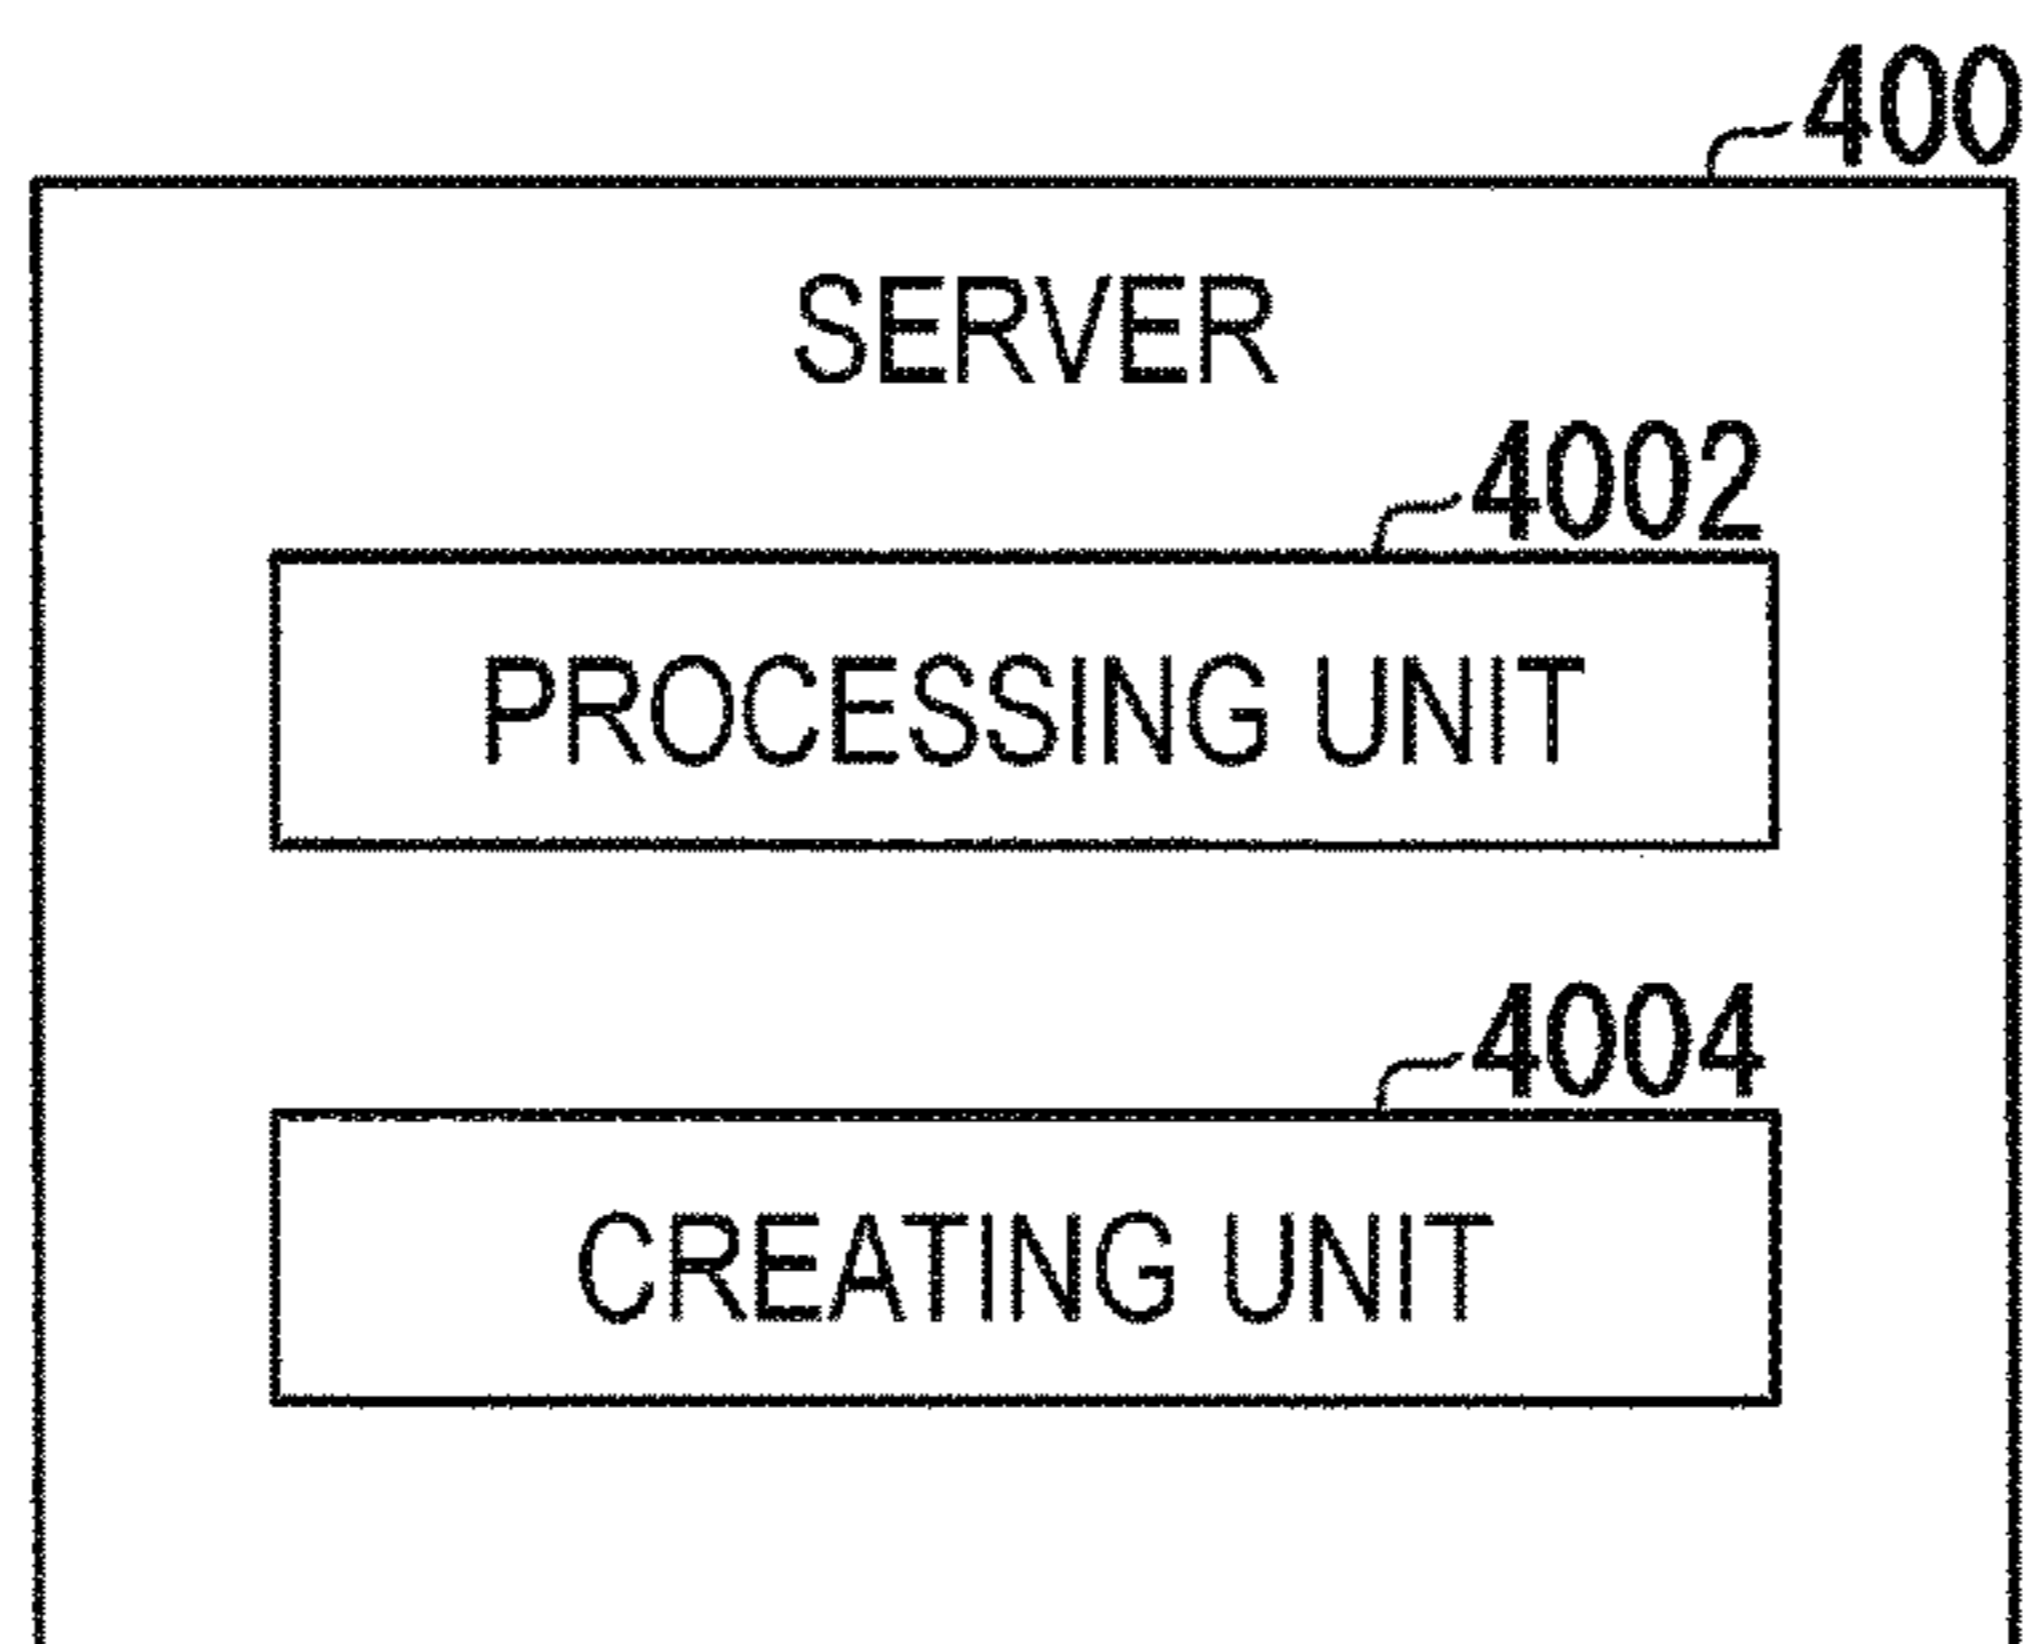 400
SERVER
4002
PROCESSING UNIT
4004
CREATING UNIT